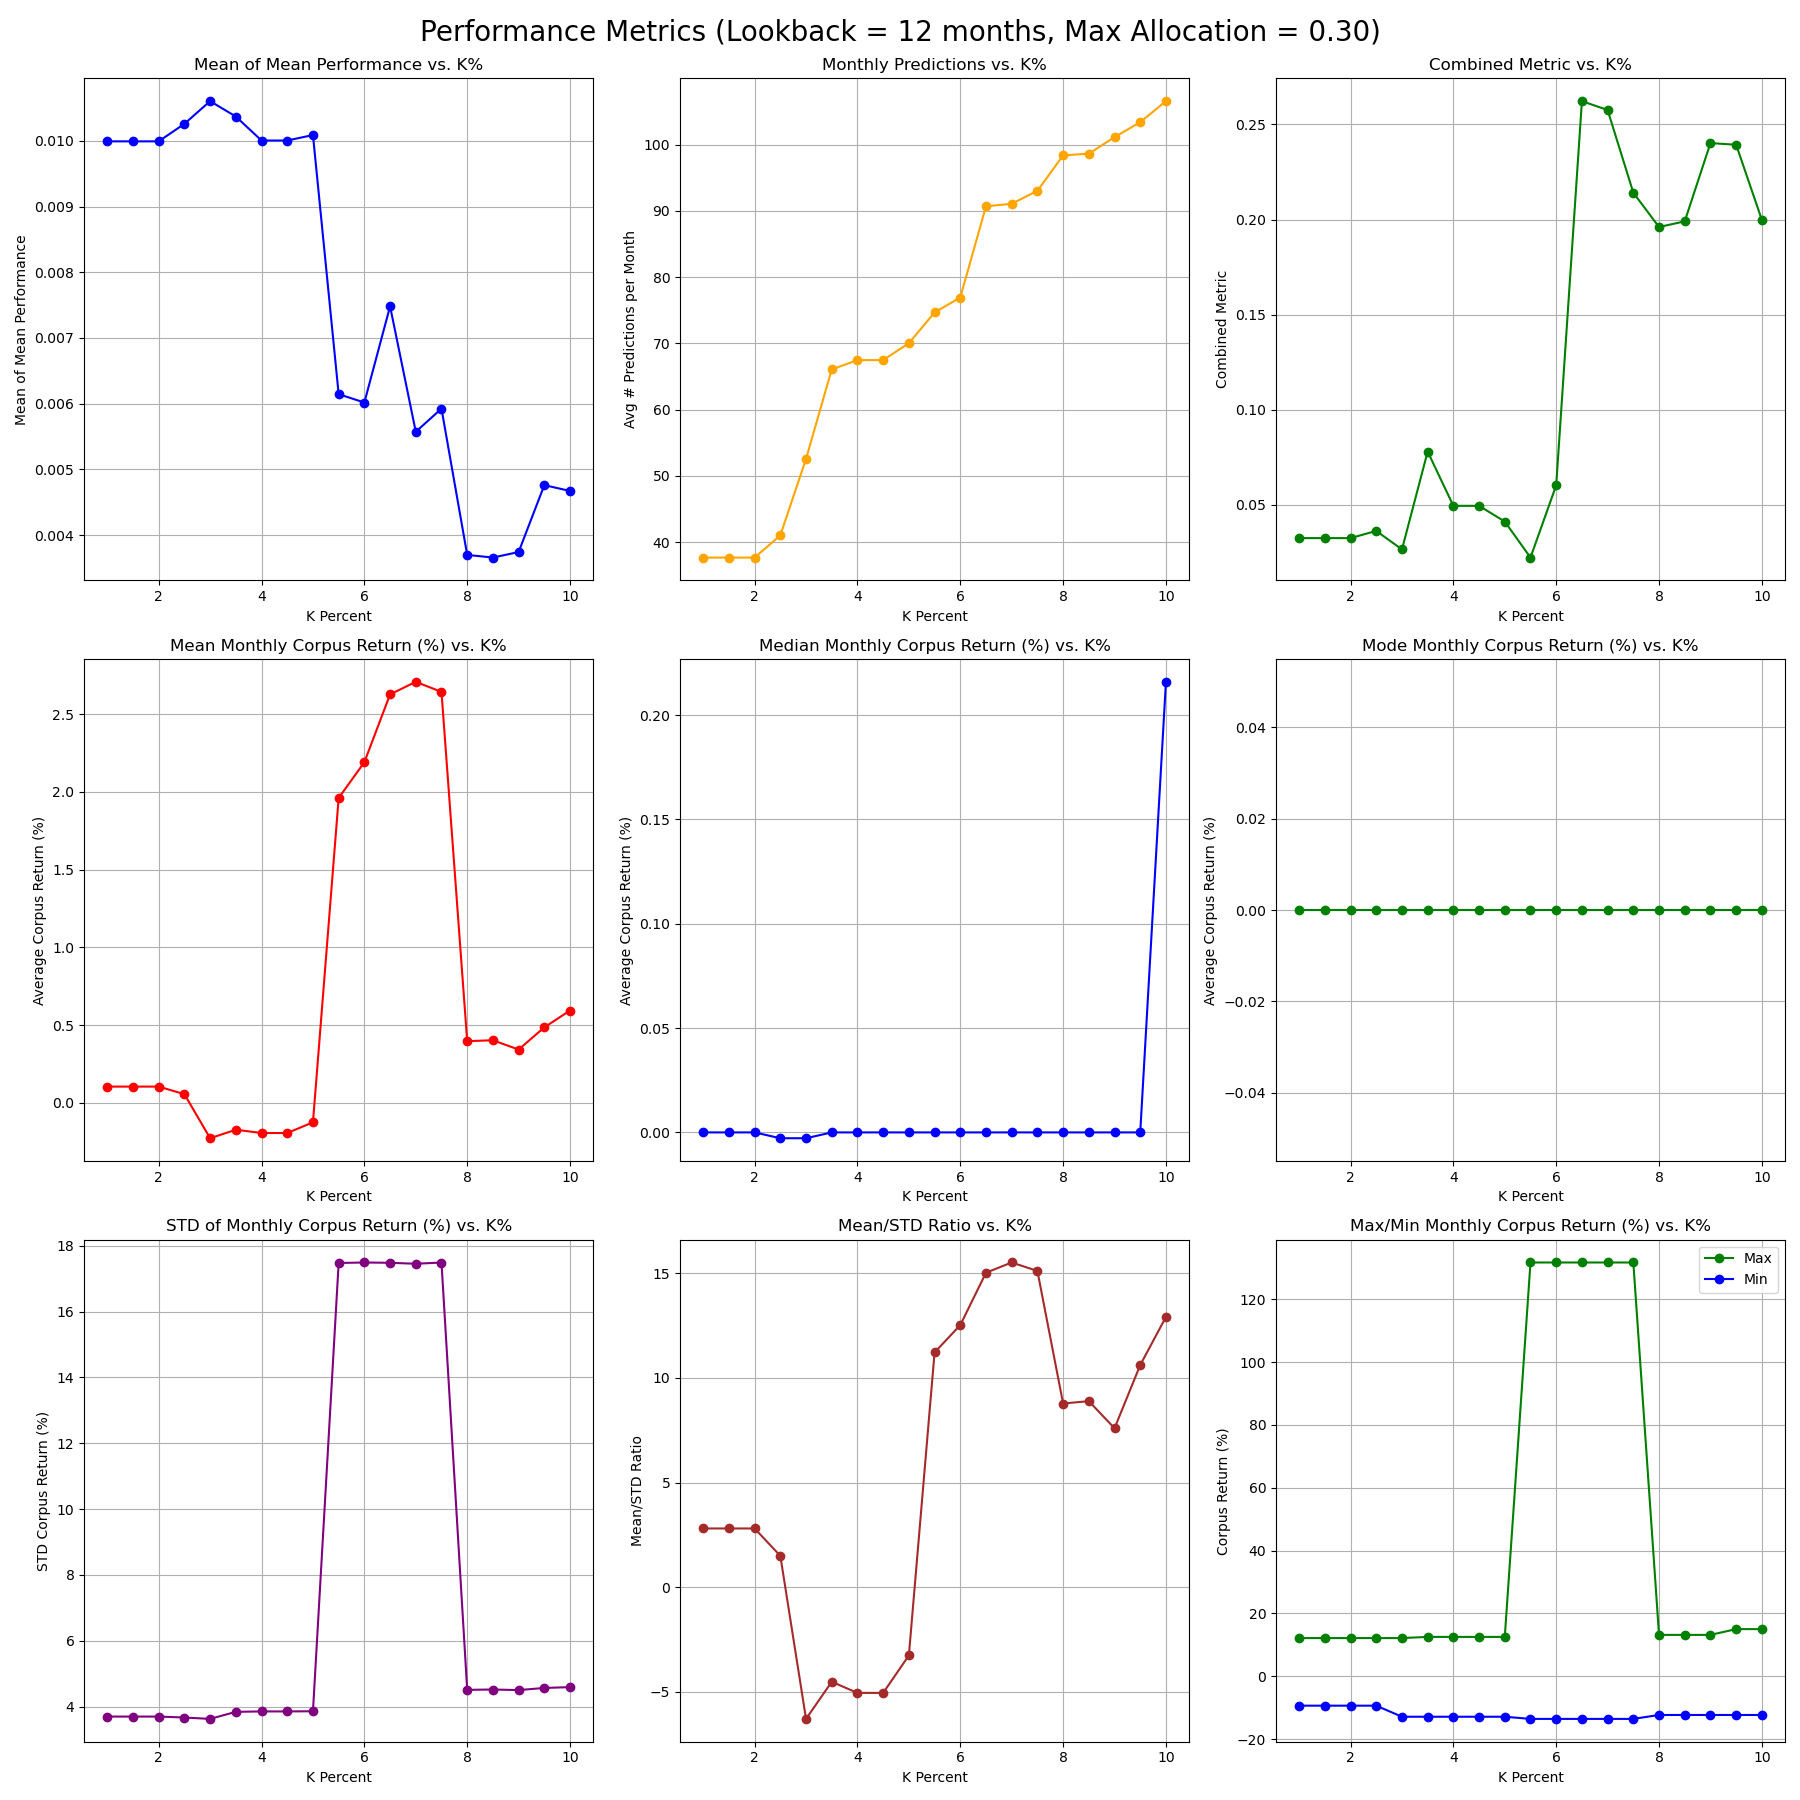 Performance Metrics (Lookback = 12 months, Max Allocation = 0.30)
Mean of Mean Performance vs. K%
Mean of Mean Performance
0.010
0.009
0.008
0.007
0.006
0.005
0.004
2 4 6 8 10
K Percent
Monthly Predictions vs. K%
Avg # Predictions per Month
100
90
80
70
60
50
40
2 4 6 8 10
K Percent
Combined Metric vs. K%
Combined Metric
0.25
0.20
0.15
0.10
0.05
2 4 6 8 10
K Percent
Mean Monthly Corpus Return (%) vs. K%
Average Corpus Return (%)
2.5
2.0
1.5
1.0
0.5
0.0
2 4 6 8 10
K Percent
Median Monthly Corpus Return (%) vs. K%
Average Corpus Return (%)
0.20
0.15
0.10
0.05
0.00
2 4 6 8 10
K Percent
Mode Monthly Corpus Return (%) vs. K%
Average Corpus Return (%)
0.04
0.02
0.00
−0.02
−0.04
2 4 6 8 10
K Percent
STD of Monthly Corpus Return (%) vs. K%
STD Corpus Return (%)
18
16
14
12
10
8
6
4
2 4 6 8 10
K Percent
Mean/STD Ratio vs. K%
Mean/STD Ratio
15
10
5
0
−5
2 4 6 8 10
K Percent
Max/Min Monthly Corpus Return (%) vs. K%
Corpus Return (%)
Max
Min
120
100
80
60
40
20
0
−20
2 4 6 8 10
K Percent